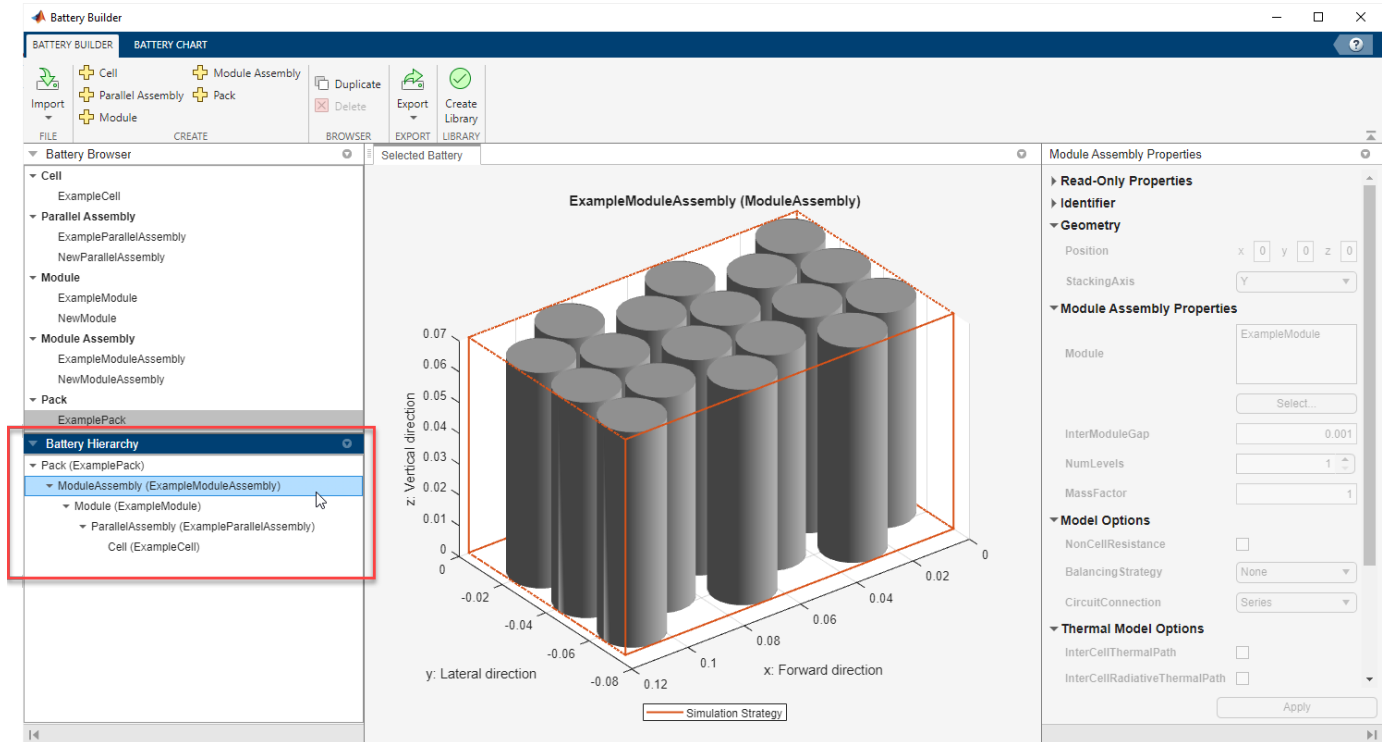 Battery Builder
BATTERY BUILDER BATTERY CHART
?
Import
FILE
Cell
Parallel Assembly
Module
Module Assembly
Pack
CREATE
Duplicate
Delete
BROWSER
Export
EXPORT
Create
Library
LIBRARY
Battery Browser
Cell
ExampleCell
Parallel Assembly
ExampleParallelAssembly
NewParallelAssembly
Module
ExampleModule
NewModule
Module Assembly
ExampleModuleAssembly
NewModuleAssembly
Pack
ExamplePack
Battery Hierarchy
Pack (ExamplePack)
ModuleAssembly (ExampleModuleAssembly)
Module (ExampleModule)
ParallelAssembly (ExampleParallelAssembly)
Cell (ExampleCell)
Selected Battery
ExampleModuleAssembly (ModuleAssembly)
z: Vertical direction
0.07
0.06
0.05
0.04
0.03
0.02
0.01
0
0
-0.02
-0.04
-0.06
-0.08
y: Lateral direction
0.12
0.1
0.08
0.06
0.04
0.02
0
x: Forward direction
Simulation Strategy
Module Assembly Properties
Read-Only Properties
Identifier
Geometry
Position x 0 y 0 z 0
StackingAxis Y
Module Assembly Properties
Module ExampleModule
Select...
InterModuleGap 0.001
NumLevels 1
MassFactor 1
Model Options
NonCellResistance
BalancingStrategy None
CircuitConnection Series
Thermal Model Options
InterCellThermalPath
InterCellRadiativeThermalPath
Apply